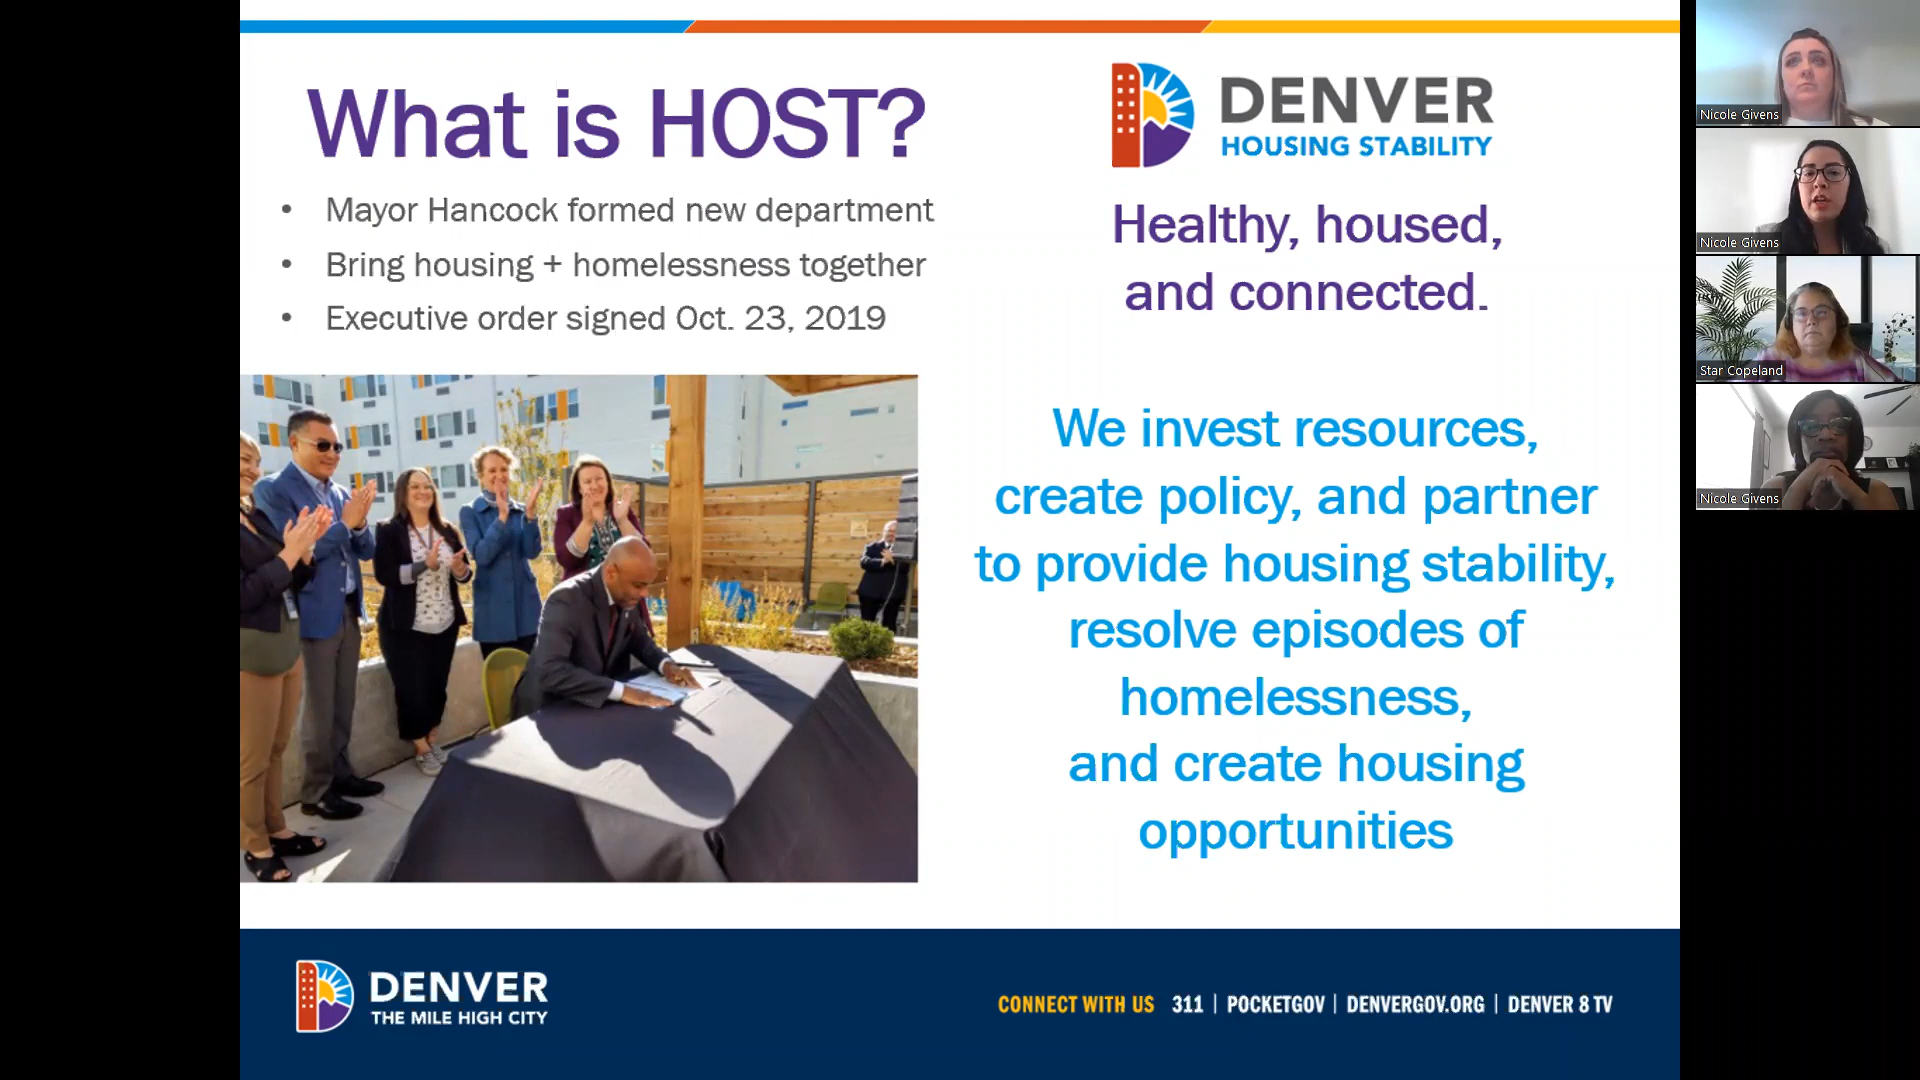 What is HOST?
• Mayor Hancock formed new department
• Bring housing + homelessness together
• Executive order signed Oct. 23, 2019
DENVER
HOUSING STABILITY
Healthy, housed,
and connected.
We invest resources,
create policy, and partner
to provide housing stability,
resolve episodes of
homelessness,
and create housing
opportunities
DENVER
THE MILE HIGH CITY
CONNECT WITH US 311 | POCKETGOV | DENVERGOV.ORG | DENVER 8 TV
Nicole Givens
Nicole Givens
Star Copeland
Nicole Givens